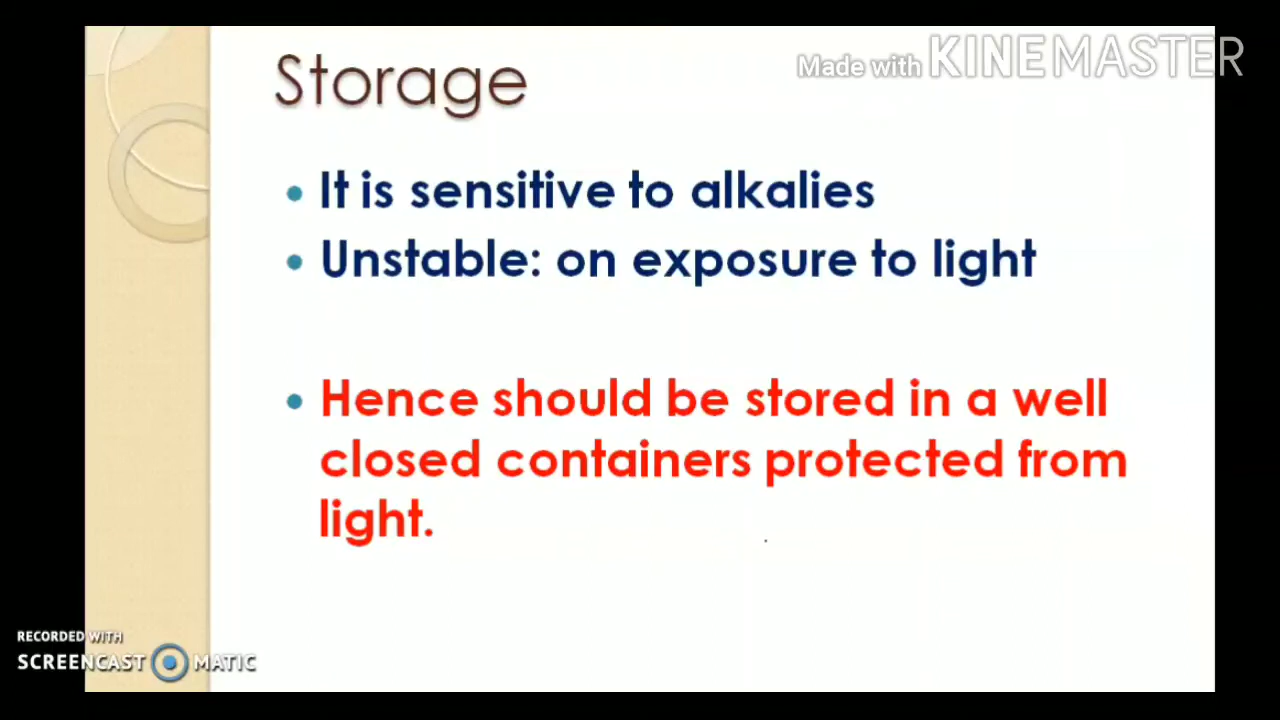 Storage
Made with KINEMASTER
• It is sensitive to alkalies
• Unstable: on exposure to light
• Hence should be stored in a well
closed containers protected from
light.
RECORDED WITH
SCREENCAST MATIC